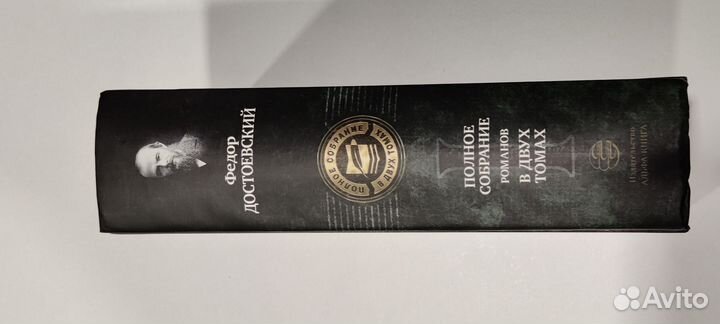 Федор
ДОСТОЕВСКИЙ
ПОЛНОЕ СОБРАНИЕ
В ДВУХ ТОМАХ
ПОЛНОЕ
СОБРАНИЕ
РОМАНОВ
В ДВУХ
ТОМАХ
Издательство
АЛЬФА-КНИГА
Avito